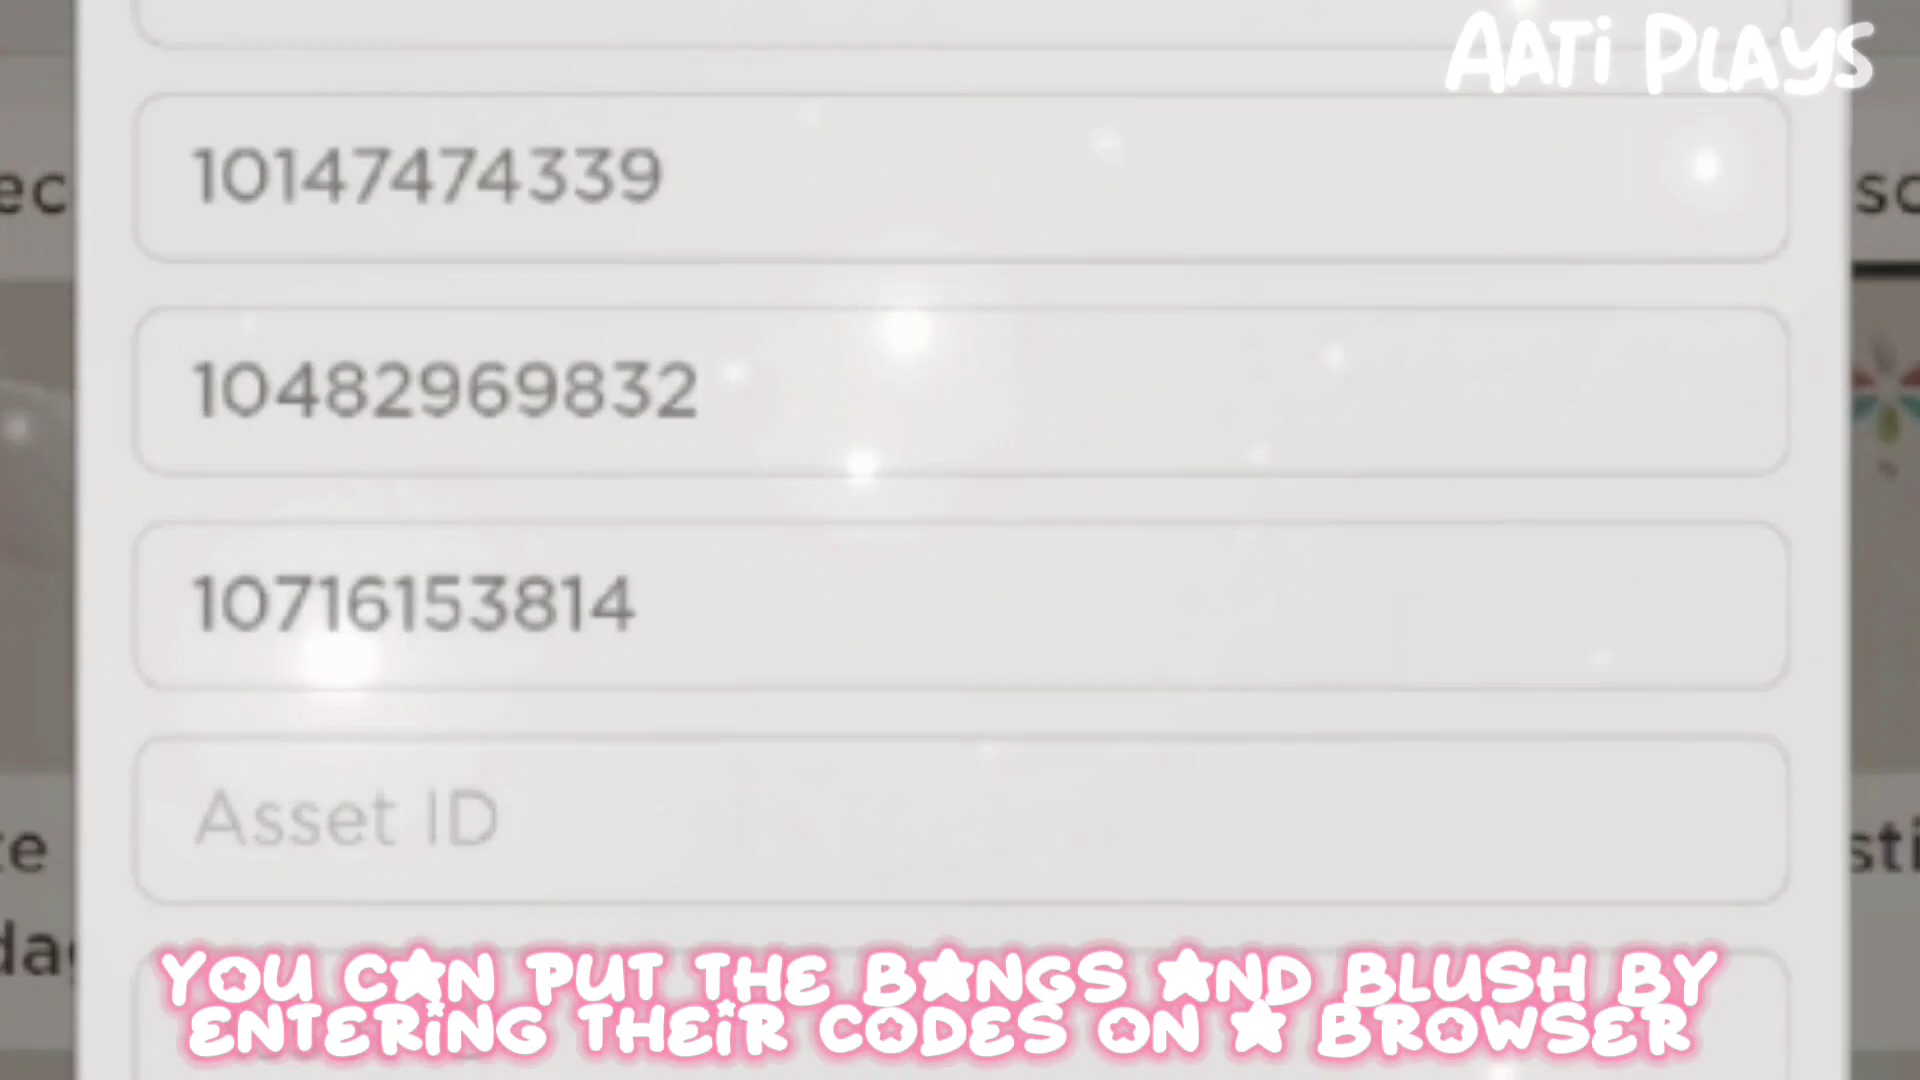 AATi PLAYS
10147474339
10482969832
10716153814
Asset ID
YOU CAN PUT THE BANGS AND BLUSH BY
ENTERING THEIR CODES ON A BROWSER